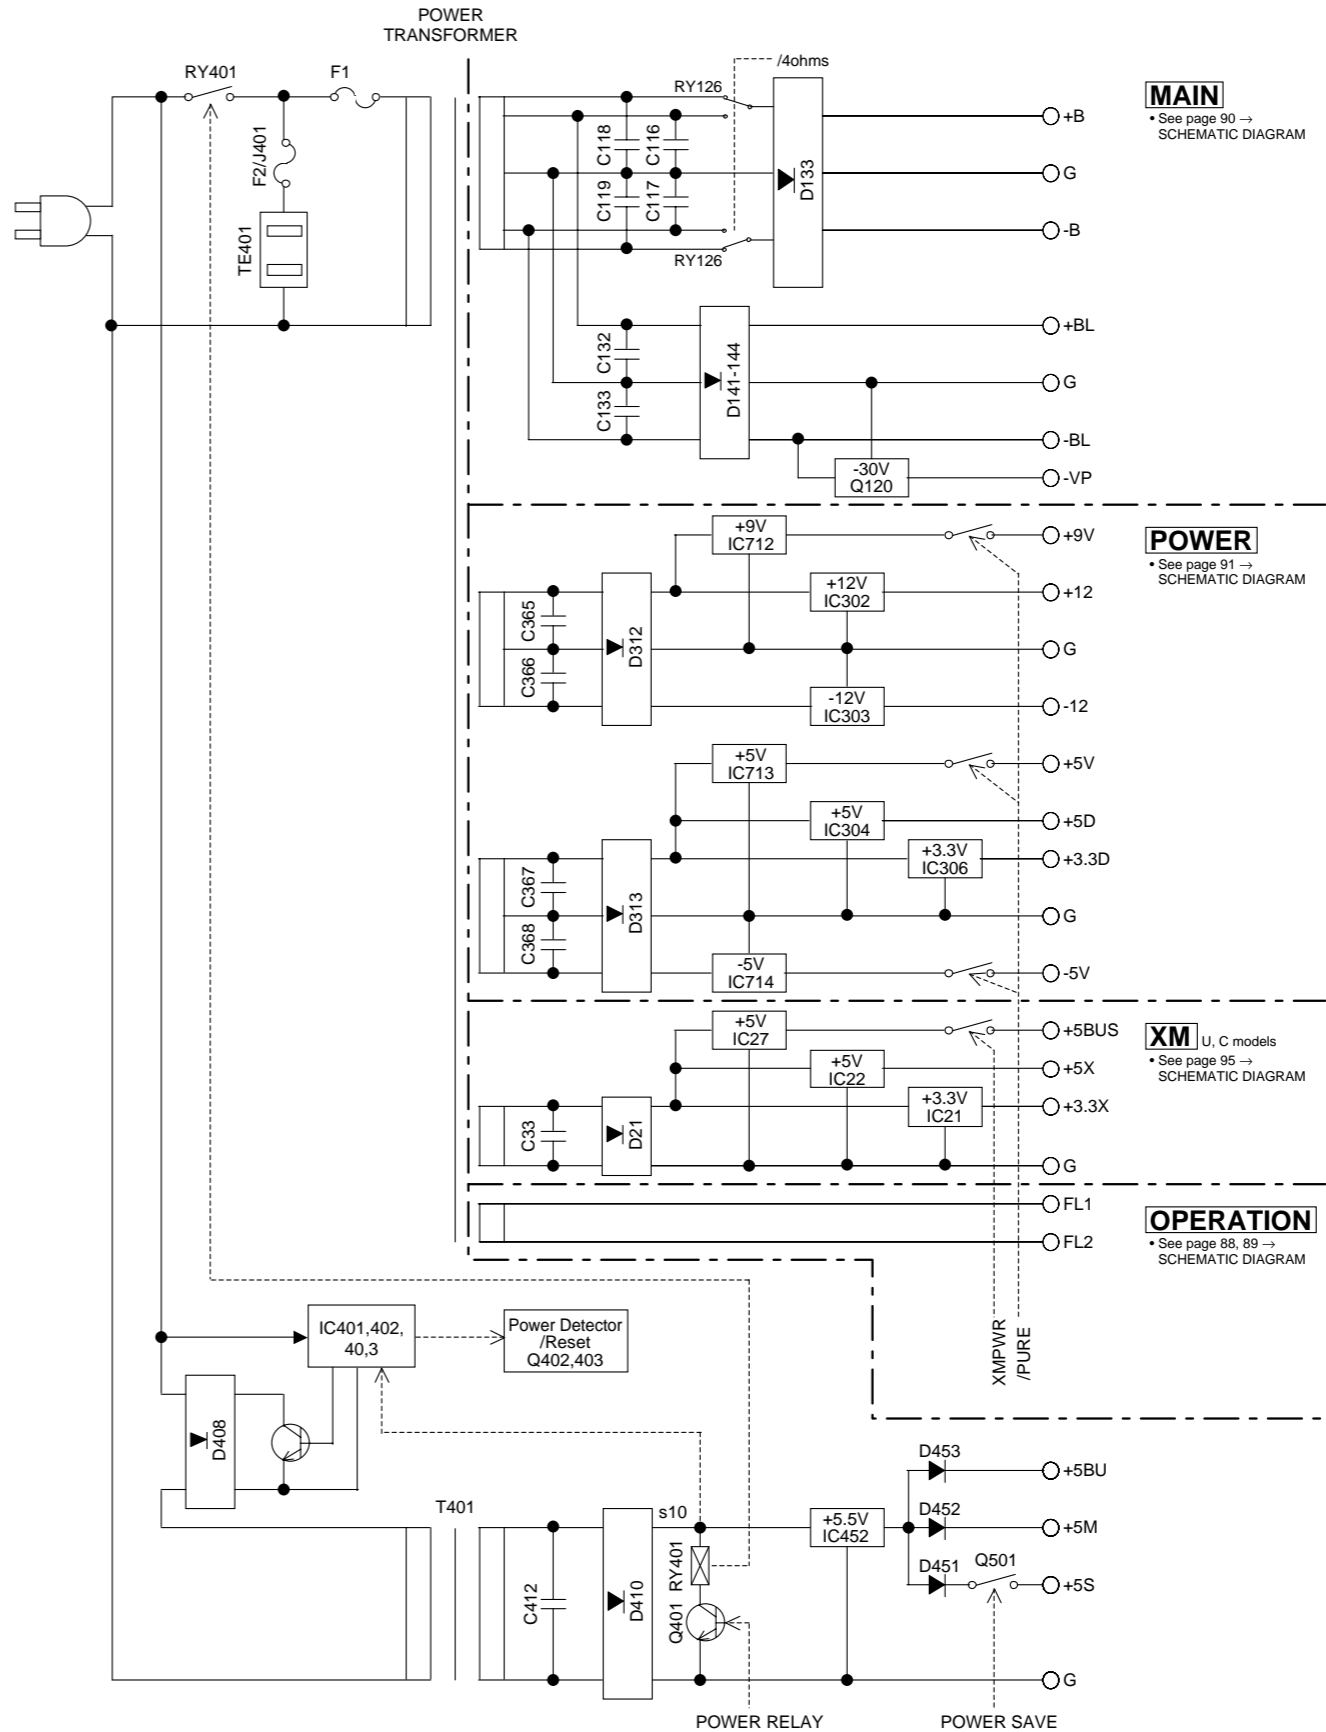 POWER
TRANSFORMER
RY401
F1
F2/J401
TE401
/4ohms
RY126
C118
C116
C119
C117
RY126
D133
+B
G
-B
MAIN
• See page 90 →
SCHEMATIC DIAGRAM
C132
C133
D141-144
+BL
G
-BL
-30V
Q120
-VP
+9V
IC712
+9V
POWER
• See page 91 →
SCHEMATIC DIAGRAM
C365
C366
D312
+12V
IC302
+12
G
-12V
IC303
-12
+5V
IC713
+5V
+5V
IC304
+5D
+3.3V
IC306
+3.3D
C367
C368
D313
G
-5V
IC714
-5V
+5V
IC27
+5BUS
XM U, C models
• See page 95 →
SCHEMATIC DIAGRAM
+5V
IC22
+5X
+3.3V
IC21
+3.3X
C33
D21
G
FL1
FL2
OPERATION
• See page 88, 89 →
SCHEMATIC DIAGRAM
IC401,402,
40,3
Power Detector
/Reset
Q402,403
XMPWR
/PURE
D408
T401
C412
D410
s10
RY401
Q401
+5.5V
IC452
D453
+5BU
D452
+5M
D451
Q501
+5S
G
POWER RELAY
POWER SAVE